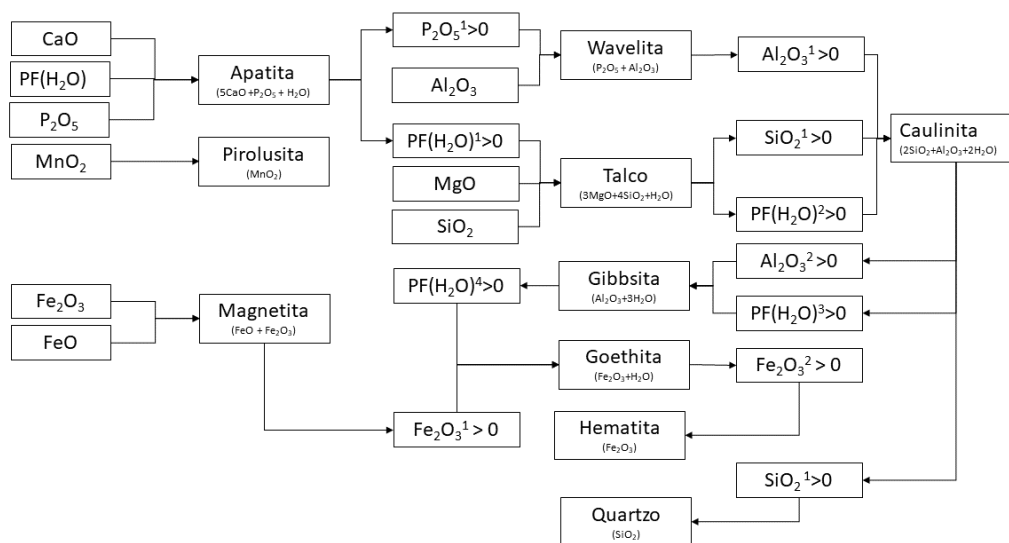 CaO
PF(H₂O)
P₂O₅
MnO₂
Apatita
(5CaO+P₂O₅ + H₂O)
Pirolusita
(MnO₂)
P₂O₅¹>0
Al₂O₃
PF(H₂O)¹>0
MgO
SiO₂
Wavelita
(P₂O₅ + Al₂O₃)
Talco
(3MgO+4SiO₂+H₂O)
Al₂O₃¹>0
SiO₂¹>0
PF(H₂O)²>0
Caulinita
(2SiO₂+Al₂O₃+2H₂O)
Al₂O₃²>0
PF(H₂O)³>0
Gibbsita
(Al₂O₃+3H₂O)
PF(H₂O)⁴>0
Fe₂O₃
FeO
Magnetita
(FeO + Fe₂O₃)
Fe₂O₃¹ > 0
Goethita
(Fe₂O₃+H₂O)
Fe₂O₃² > 0
Hematita
(Fe₂O₃)
SiO₂¹>0
Quartzo
(SiO₂)